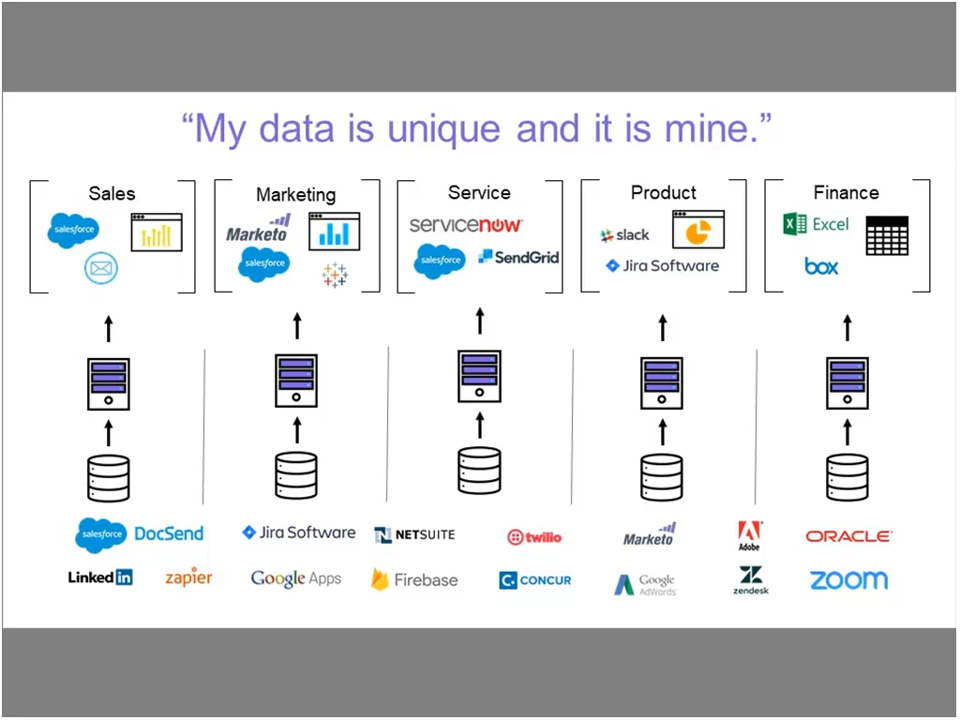 “My data is unique and it is mine.”
Sales
Marketing
Service
Product
Finance
salesforce
Marketo
salesforce
servicenow
salesforce
SendGrid
slack
Jira Software
Excel
box
salesforce DocSend Jira Software NETSUITE twilio Marketo Adobe ORACLE
Linked in zapier Google Apps Firebase C. CONCUR Google AdWords zendesk zoom